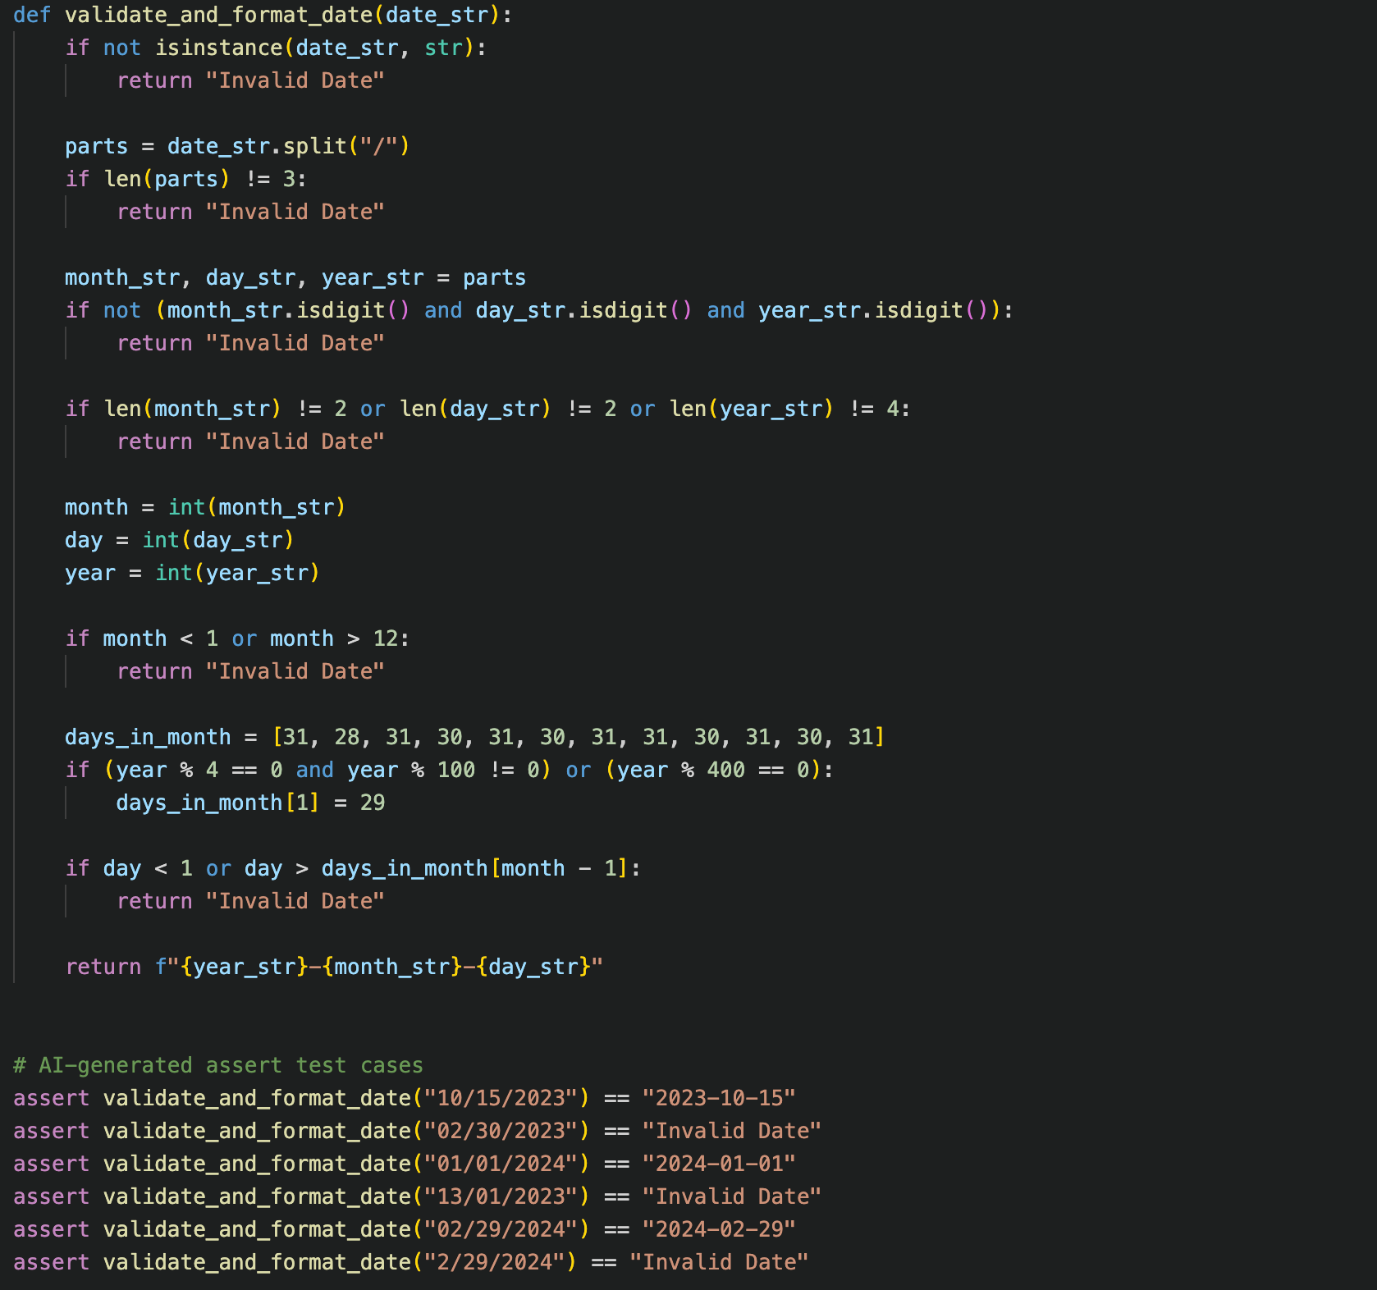 def validate_and_format_date(date_str):
    if not isinstance(date_str, str):
        return "Invalid Date"

    parts = date_str.split("/")
    if len(parts) != 3:
        return "Invalid Date"

    month_str, day_str, year_str = parts
    if not (month_str.isdigit() and day_str.isdigit() and year_str.isdigit()):
        return "Invalid Date"

    if len(month_str) != 2 or len(day_str) != 2 or len(year_str) != 4:
        return "Invalid Date"

    month = int(month_str)
    day = int(day_str)
    year = int(year_str)

    if month < 1 or month > 12:
        return "Invalid Date"

    days_in_month = [31, 28, 31, 30, 31, 30, 31, 31, 30, 31, 30, 31]
    if (year % 4 == 0 and year % 100 != 0) or (year % 400 == 0):
        days_in_month[1] = 29

    if day < 1 or day > days_in_month[month - 1]:
        return "Invalid Date"

    return f"{year_str}-{month_str}-{day_str}"


# AI-generated assert test cases
assert validate_and_format_date("10/15/2023") == "2023-10-15"
assert validate_and_format_date("02/30/2023") == "Invalid Date"
assert validate_and_format_date("01/01/2024") == "2024-01-01"
assert validate_and_format_date("13/01/2023") == "Invalid Date"
assert validate_and_format_date("02/29/2024") == "2024-02-29"
assert validate_and_format_date("2/29/2024") == "Invalid Date"